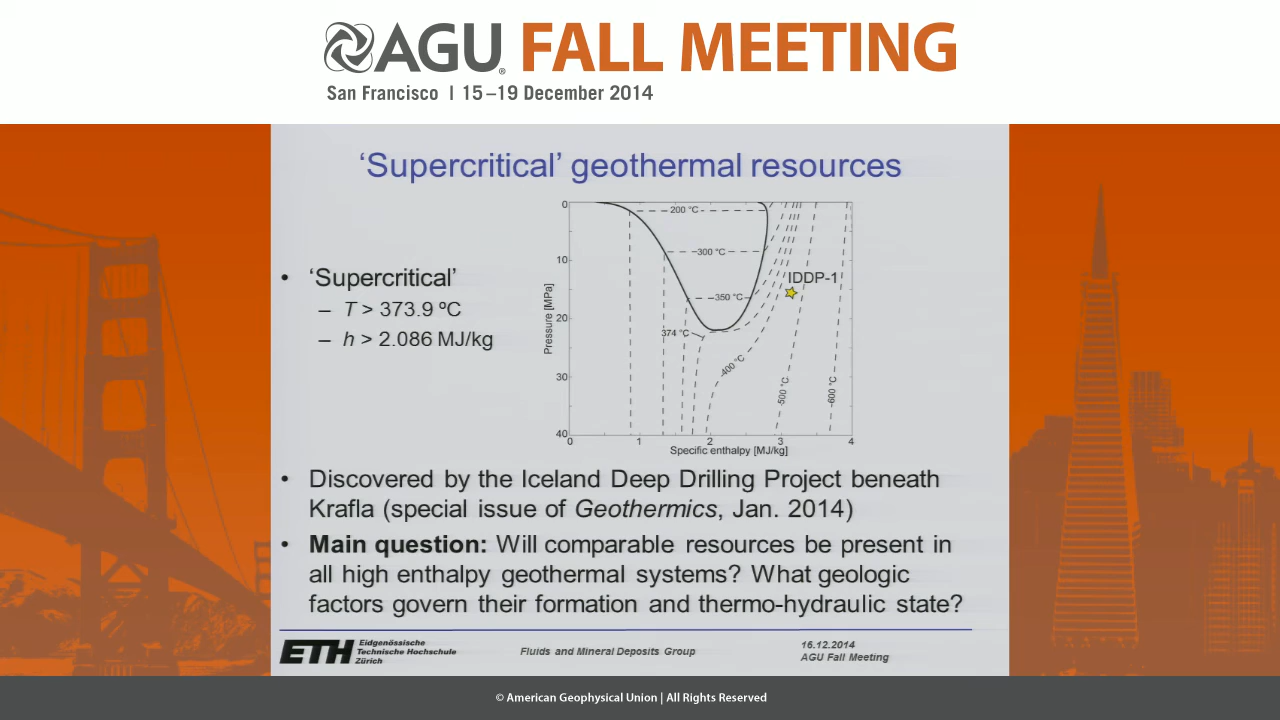 AGU® FALL MEETING
San Francisco | 15–19 December 2014
‘Supercritical’ geothermal resources
• ‘Supercritical’
– T > 373.9 ºC
– h > 2.086 MJ/kg
0
10
20
30
40
Pressure [MPa]
200 °C
300 °C
350 °C
374 °C
400 °C
500 °C
600 °C
IDDP-1
0 1 2 3 4
Specific enthalpy [MJ/kg]
• Discovered by the Iceland Deep Drilling Project beneath
Krafla (special issue of Geothermics, Jan. 2014)
• Main question: Will comparable resources be present in
all high enthalpy geothermal systems? What geologic
factors govern their formation and thermo-hydraulic state?
ETH
Eidgenössische
Technische Hochschule
Zürich
Fluids and Mineral Deposits Group
16.12.2014
AGU Fall Meeting
© American Geophysical Union | All Rights Reserved